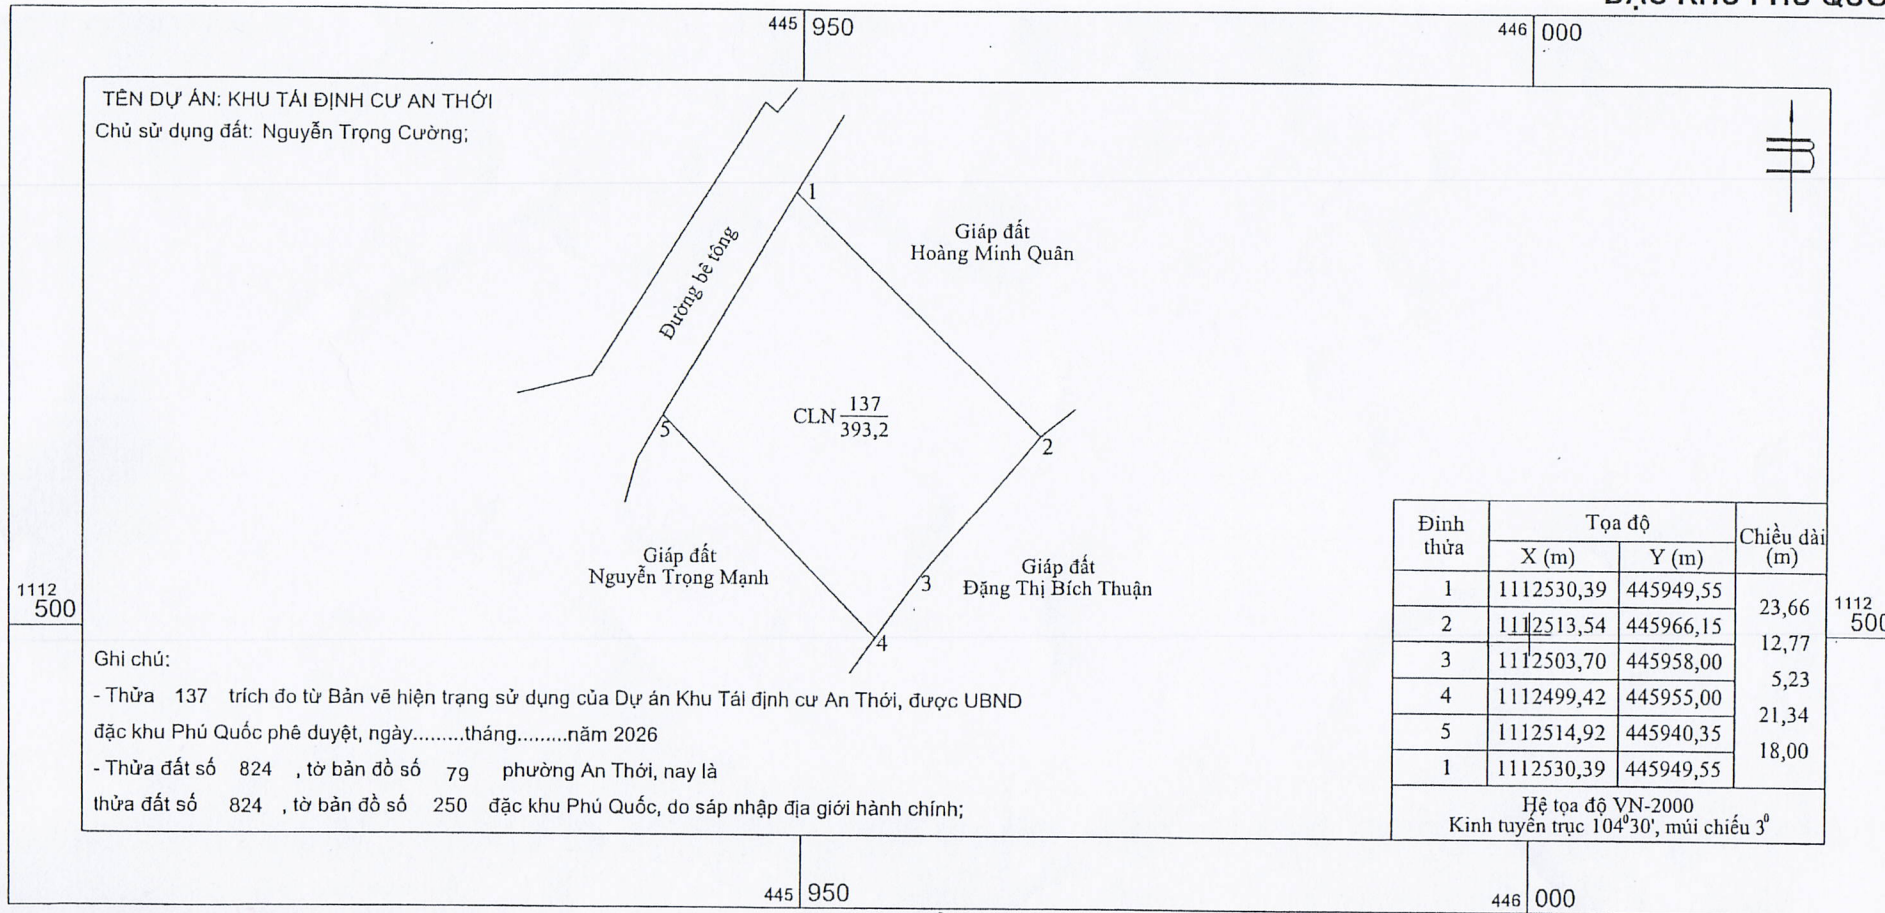 445 950
446 000
TÊN DỰ ÁN: KHU TÁI ĐỊNH CƯ AN THỚI
Chủ sử dụng đất: Nguyễn Trọng Cường;
1
Giáp đất
Hoàng Minh Quân
Đường bê tông
CLN 137
393,2
5
2
Giáp đất
Nguyễn Trọng Mạnh
3
Giáp đất
Đặng Thị Bích Thuận
4
1112
500
1112
500
Đỉnh thửa Tọa độ Chiều dài (m)
X (m) Y (m)
1 1112530,39 445949,55
23,66
2 1112513,54 445966,15
12,77
3 1112503,70 445958,00
5,23
4 1112499,42 445955,00
21,34
5 1112514,92 445940,35
18,00
1 1112530,39 445949,55
Hệ tọa độ VN-2000
Kinh tuyến trục 104⁰30', múi chiếu 3⁰
Ghi chú:
- Thửa 137 trích đo từ Bản vẽ hiện trạng sử dụng của Dự án Khu Tái định cư An Thới, được UBND
đặc khu Phú Quốc phê duyệt, ngày.........tháng.........năm 2026
- Thửa đất số 824 , tờ bản đồ số 79 phường An Thới, nay là
thửa đất số 824 , tờ bản đồ số 250 đặc khu Phú Quốc, do sáp nhập địa giới hành chính;
445 950
446 000